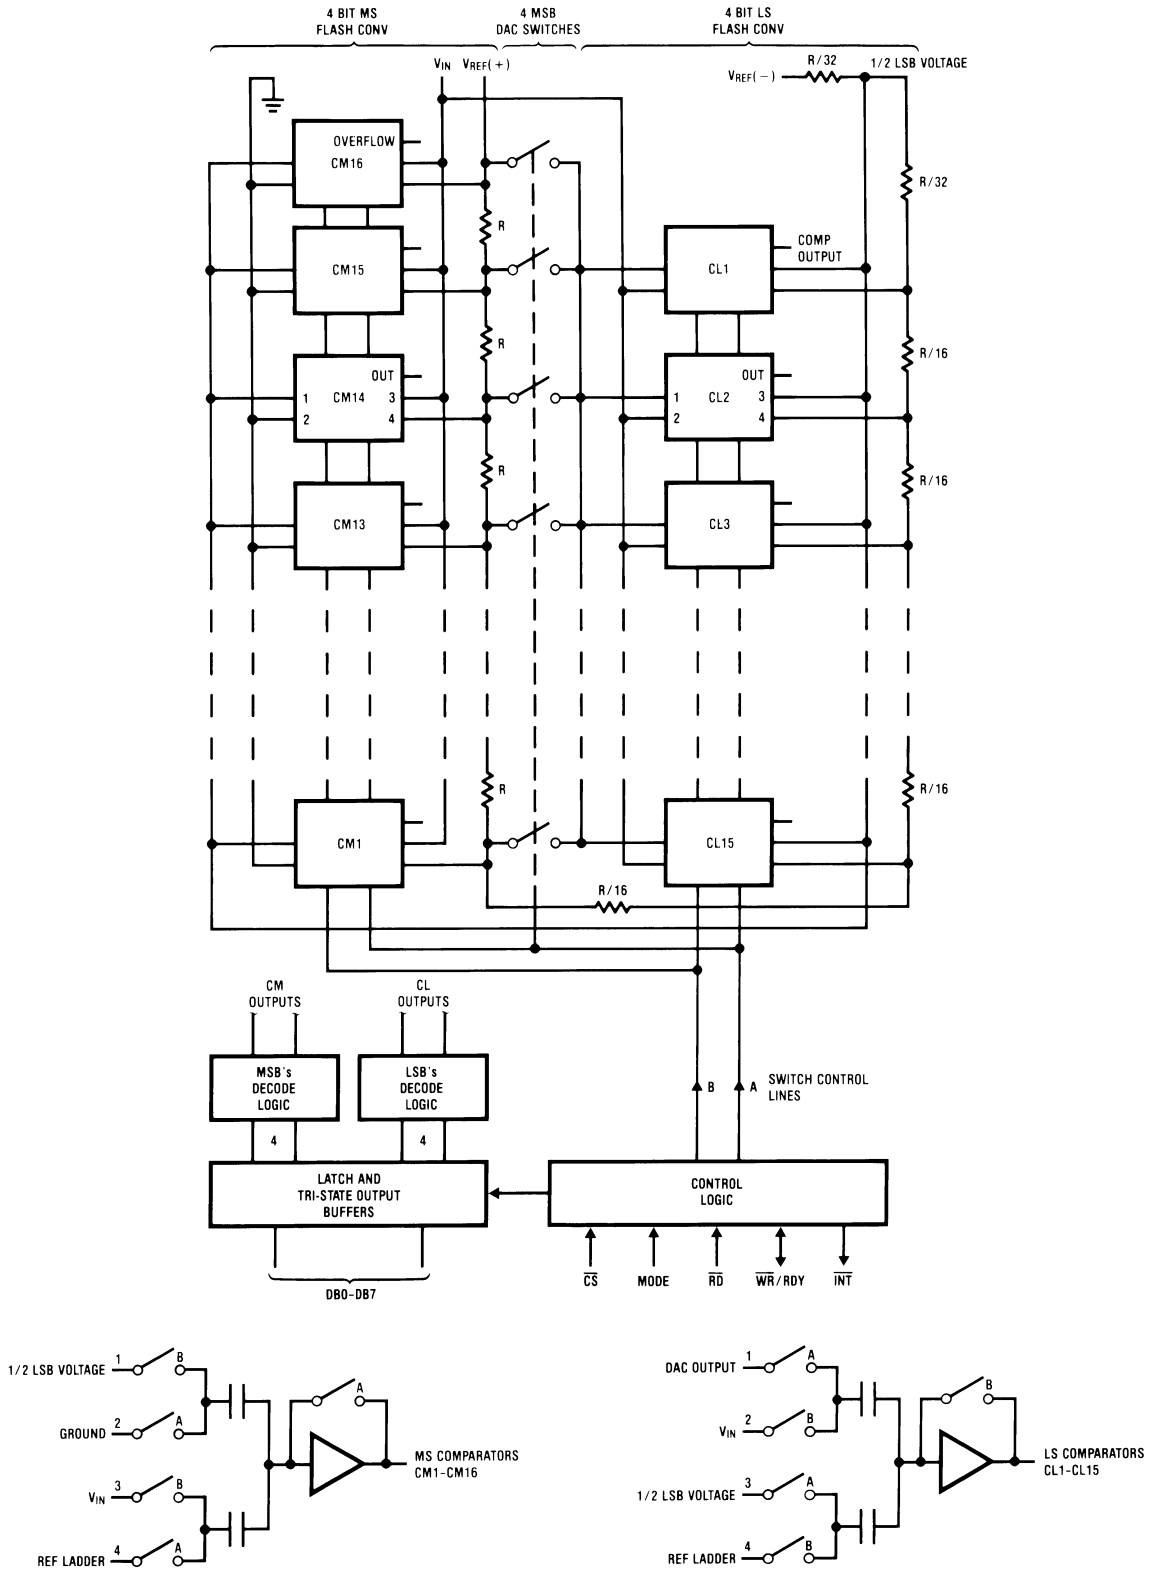 4 BIT MS
FLASH CONV
4 MSB
DAC SWITCHES
4 BIT LS
FLASH CONV
VIN
VREF(+)
VREF(−)
R/32
1/2 LSB VOLTAGE
OVERFLOW
CM16
R/32
R
COMP
OUTPUT
CM15
CL1
R
R/16
OUT
1 CM14 3
2 4
OUT
1 CL2 3
2 4
R
R/16
CM13
CL3
R
R/16
CM1
CL15
R/16
CM
OUTPUTS
CL
OUTPUTS
MSB's
DECODE
LOGIC
LSB's
DECODE
LOGIC
B
A
SWITCH CONTROL
LINES
4
4
LATCH AND
TRI-STATE OUTPUT
BUFFERS
CONTROL
LOGIC
C̅S̅
MODE
R̅D̅
W̅R̅/RDY
I̅N̅T̅
DB0-DB7
1/2 LSB VOLTAGE 1 B
A
GROUND 2 A
MS COMPARATORS
CM1-CM16
VIN 3 B
REF LADDER 4 A
DAC OUTPUT 1 A
B
VIN 2 B
LS COMPARATORS
CL1-CL15
1/2 LSB VOLTAGE 3 A
REF LADDER 4 B